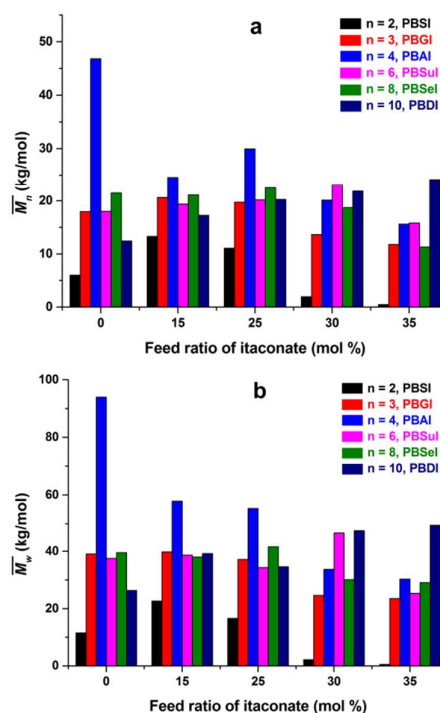 a
n = 2, PBSI
n = 3, PBGI
n = 4, PBAI
n = 6, PBSuI
n = 8, PBSeI
n = 10, PBDI
50
40
30
20
10
0
Mn (kg/mol)
0 15 25 30 35
Feed ratio of itaconate (mol %)
b
n = 2, PBSI
n = 3, PBGI
n = 4, PBAI
n = 6, PBSuI
n = 8, PBSeI
n = 10, PBDI
100
80
60
40
20
0
Mw (kg/mol)
0 15 25 30 35
Feed ratio of itaconate (mol %)